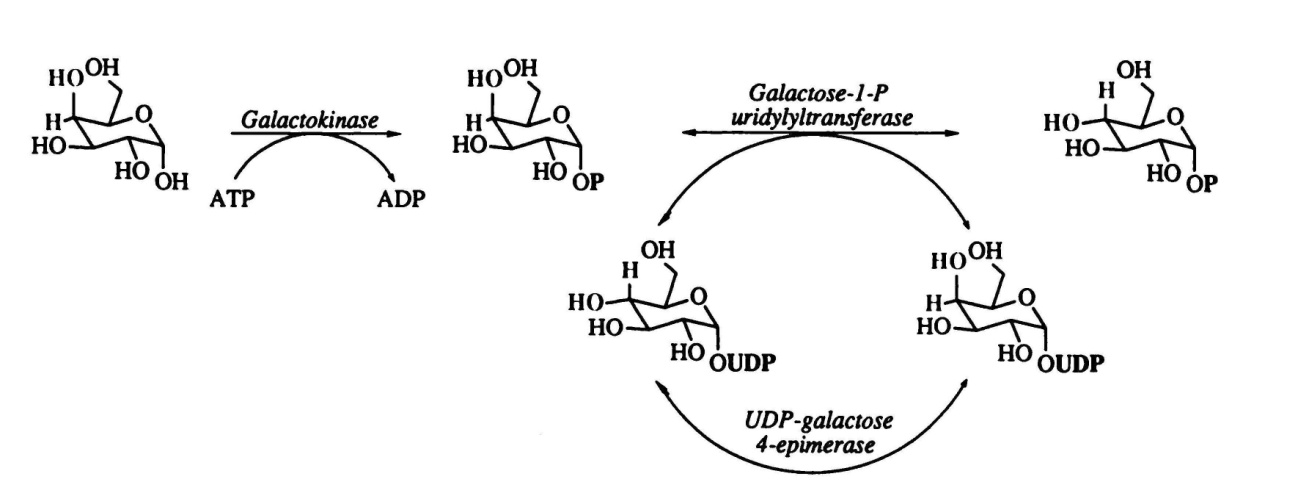 HO OH
H
O
HO
HO
OH
Galactokinase
ATP
ADP
HO OH
H
O
HO
HO
OP
Galactose-1-P
uridylyltransferase
OH
H
HO
O
HO
HO
OP
OH
H
HO
O
HO
HO
OUDP
HO OH
H
O
HO
HO
OUDP
UDP-galactose
4-epimerase